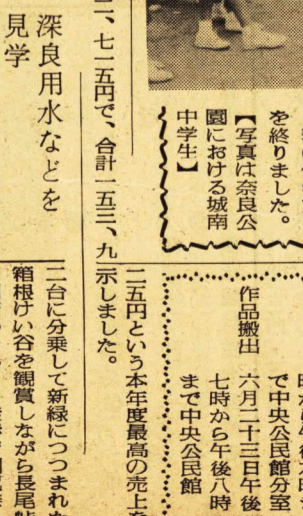 を終りました。
【写真は奈良公
園における城南
中学生】
二、七一五円で、合計一五三、九
二五円という本年度最高の売上を
示しました。
で中央公民館分室
作品搬出 六月二十三日午後
七時から午後八時
まで中央公民館
深良用水などを
見学
二台に分乗して新緑につつまれ
箱根けい谷を観賞しながら長尾